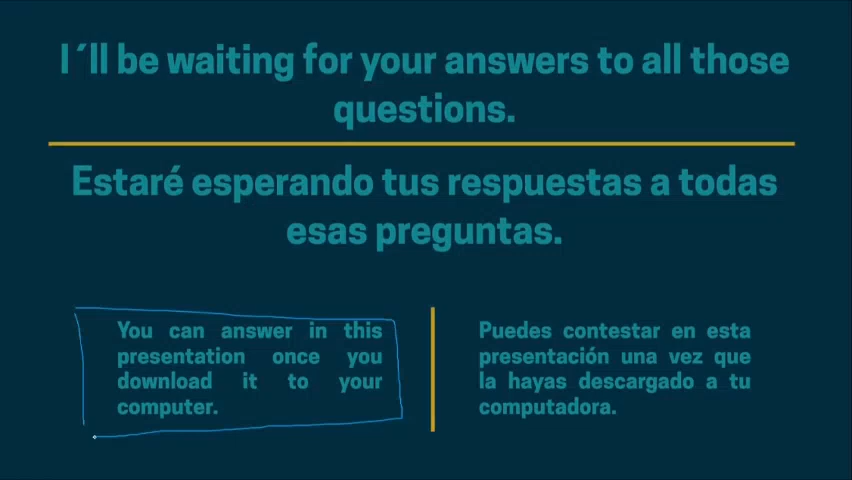 I´ll be waiting for your answers to all those
questions.
Estaré esperando tus respuestas a todas
esas preguntas.
You can answer in this
presentation once you
download it to your
computer.
Puedes contestar en esta
presentación una vez que
la hayas descargado a tu
computadora.